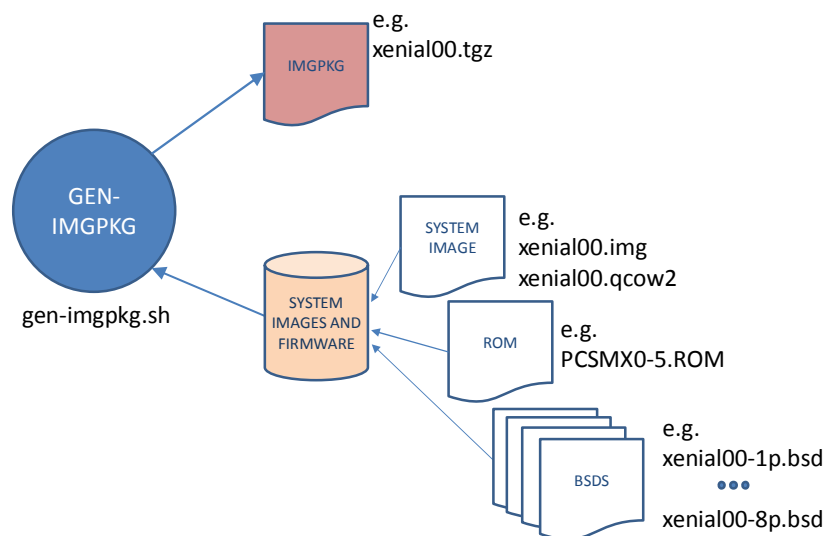 e.g.
xenial00.tgz
IMGPKG
GEN-
IMGPKG
gen-imgpkg.sh
SYSTEM
IMAGES AND
FIRMWARE
SYSTEM
IMAGE
e.g.
xenial00.img
xenial00.qcow2
ROM
e.g.
PCSMX0-5.ROM
BSDS
e.g.
xenial00-1p.bsd
xenial00-8p.bsd